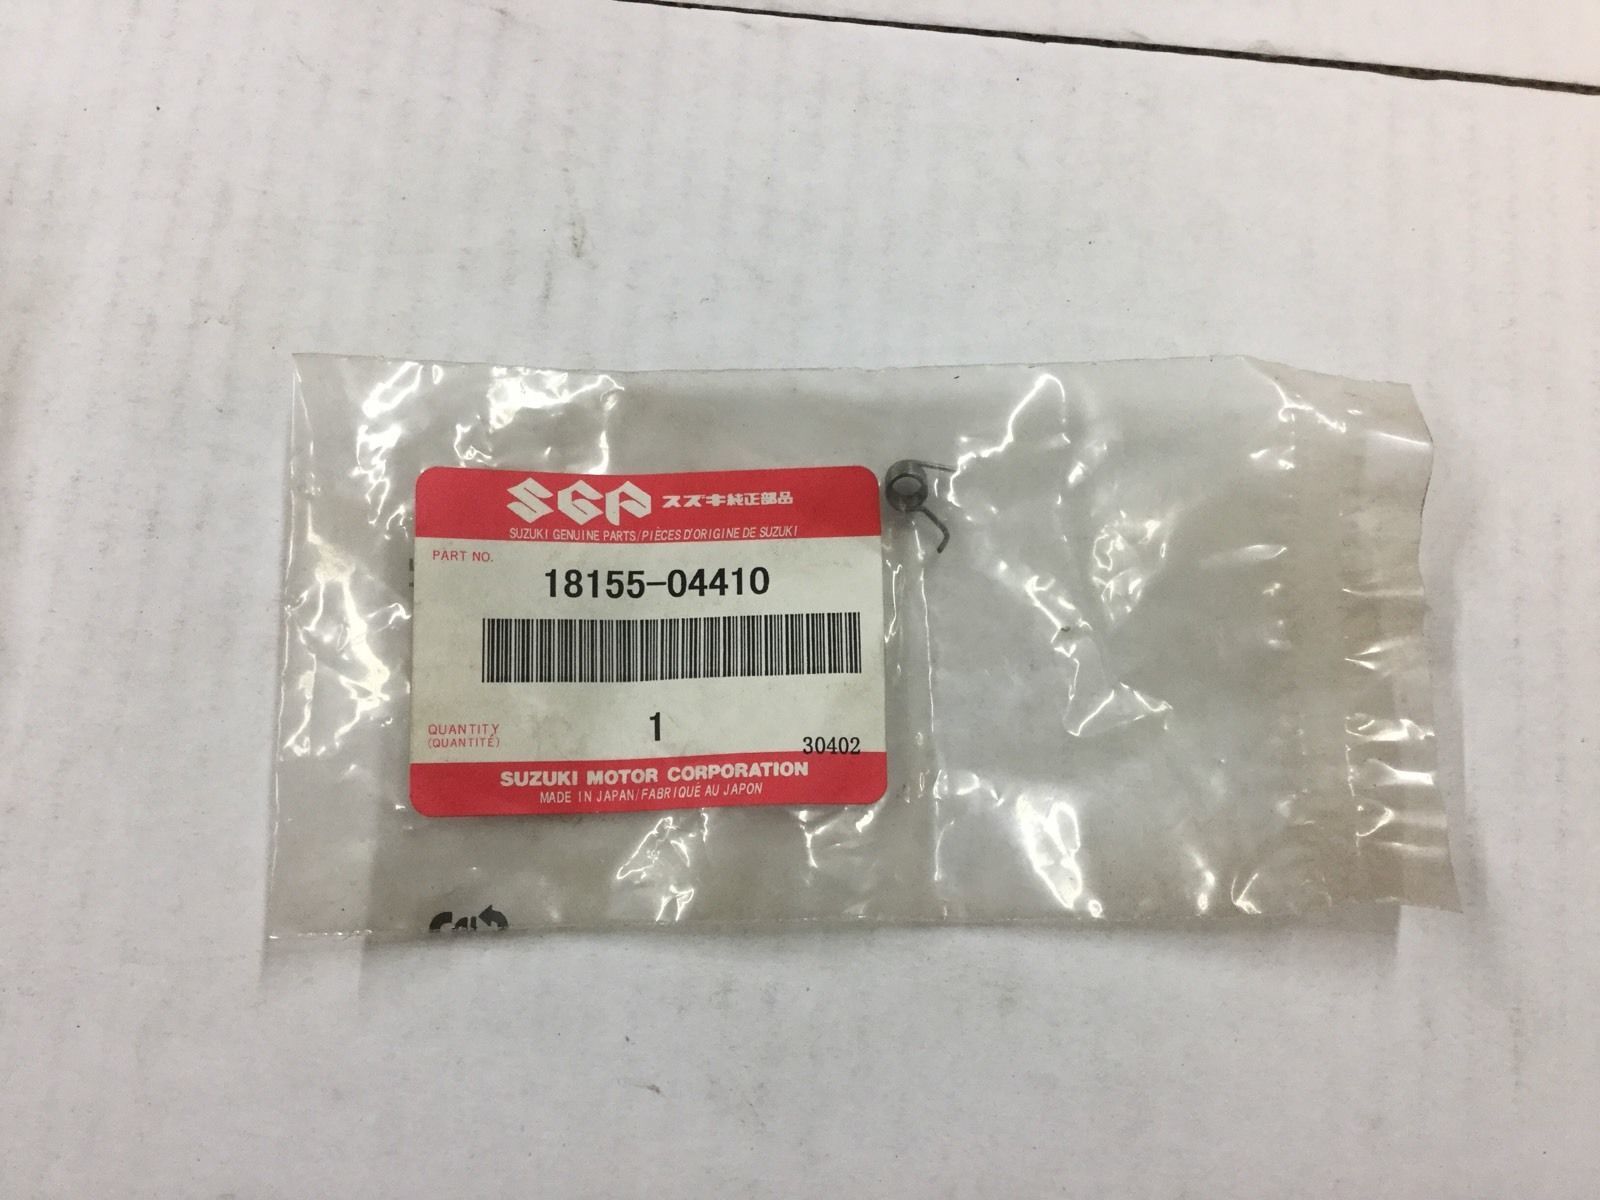 SGP スズキ純正部品
SUZUKI GENUINE PARTS/PIÈCES D'ORIGINE DE SUZUKI
PART NO.
18155-04410
QUANTITY
(QUANTITÉ)
1
30402
SUZUKI MOTOR CORPORATION
MADE IN JAPAN/FABRIQUÉ AU JAPON